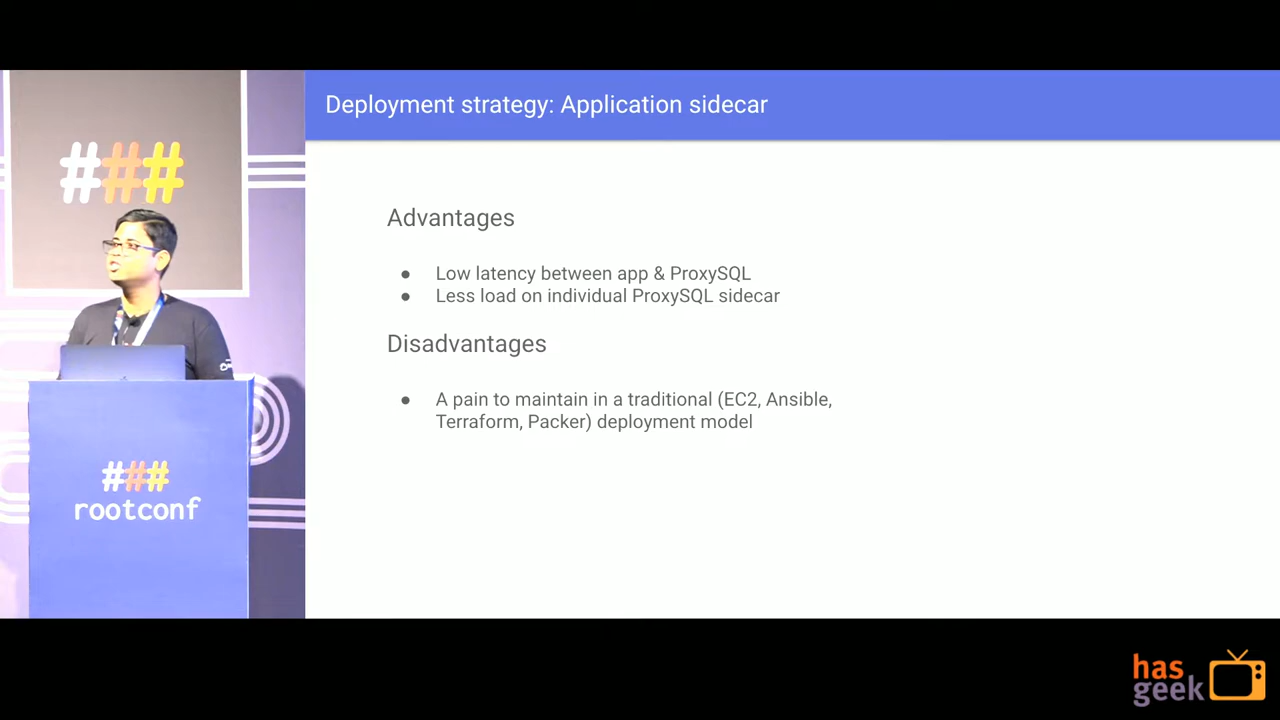 ###
Deployment strategy: Application sidecar
Advantages
● Low latency between app & ProxySQL
● Less load on individual ProxySQL sidecar
Disadvantages
● A pain to maintain in a traditional (EC2, Ansible,
Terraform, Packer) deployment model
###
rootconf
has
geek